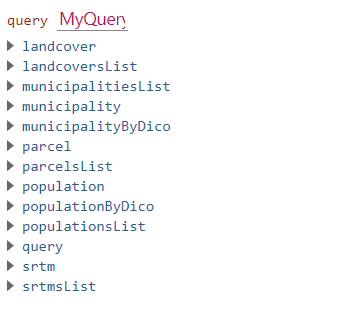 query MyQuery
landcover
landcoversList
municipalitiesList
municipality
municipalityByDico
parcel
parcelsList
population
populationByDico
populationsList
query
srtm
srtmsList